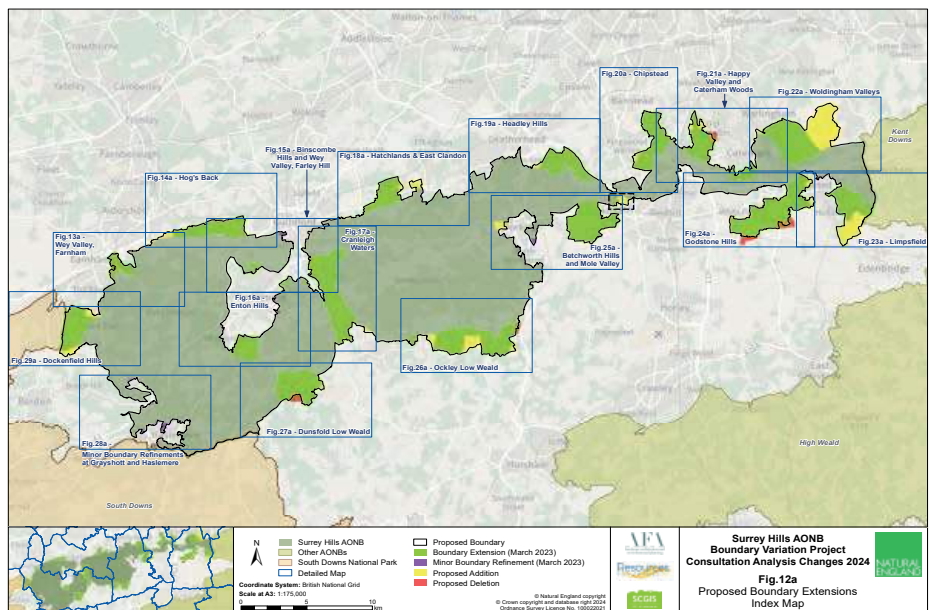 Fig.20a - Chipstead
Fig.21a - Happy
Valley and
Caterham Woods
Fig.22a - Woldingham Valleys
Kent
Downs
Fig.19a - Headley Hills
Fig.15a - Binscombe
Hills and Wey
Valley, Farley Hill
Fig.18a - Hatchlands & East Clandon
Fig.14a - Hog's Back
Fig.13a -
Wey Valley,
Farnham
Fig.17a -
Cranleigh
Waters
Fig.25a -
Betchworth Hills
and Mole Valley
Fig.24a -
Godstone Hills
Fig.23a - Limpsfield
Edenbridge
Fig.16a -
Enton Hills
Fig.29a - Dockenfield Hills
Fig.26a - Ockley Low Weald
Fig.27a - Dunsfold Low Weald
Fig.28a -
Minor Boundary Refinements
at Grayshott and Haslemere
South Downs
High Weald
Crawley
Horsham
N
Coordinate System: British National Grid
Scale at A3: 1:175,000
0 5 10
km
Surrey Hills AONB
Other AONBs
South Downs National Park
Detailed Map
Proposed Boundary
Boundary Extension (March 2023)
Minor Boundary Refinement (March 2023)
Proposed Addition
Proposed Deletion
© Natural England copyright
© Crown copyright and database right 2024
Ordnance Survey Licence No. 100022021
AFA
Resources
SCGIS
Surrey Hills AONB
Boundary Variation Project
Consultation Analysis Changes 2024
Fig.12a
Proposed Boundary Extensions
Index Map
NATURAL
ENGLAND